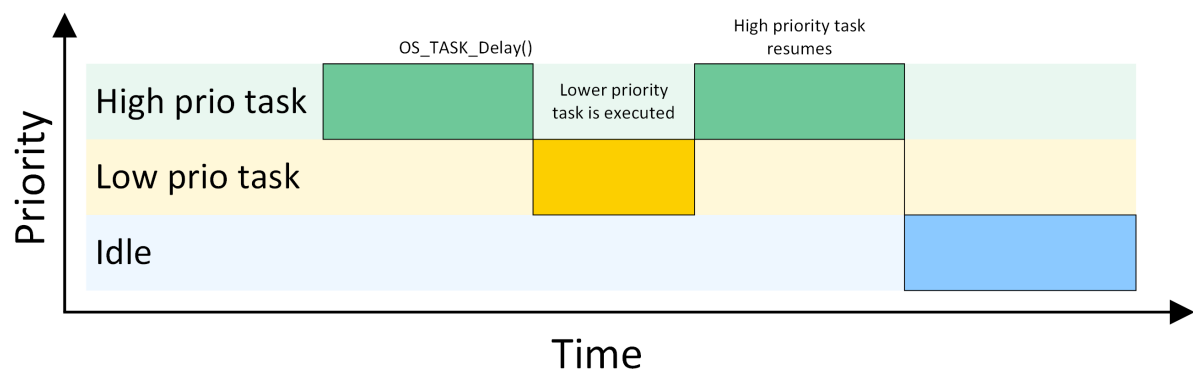 High priority task
resumes
OS_TASK_Delay()
Lower priority
task is executed
High prio task
Low prio task
Idle
Priority
Time